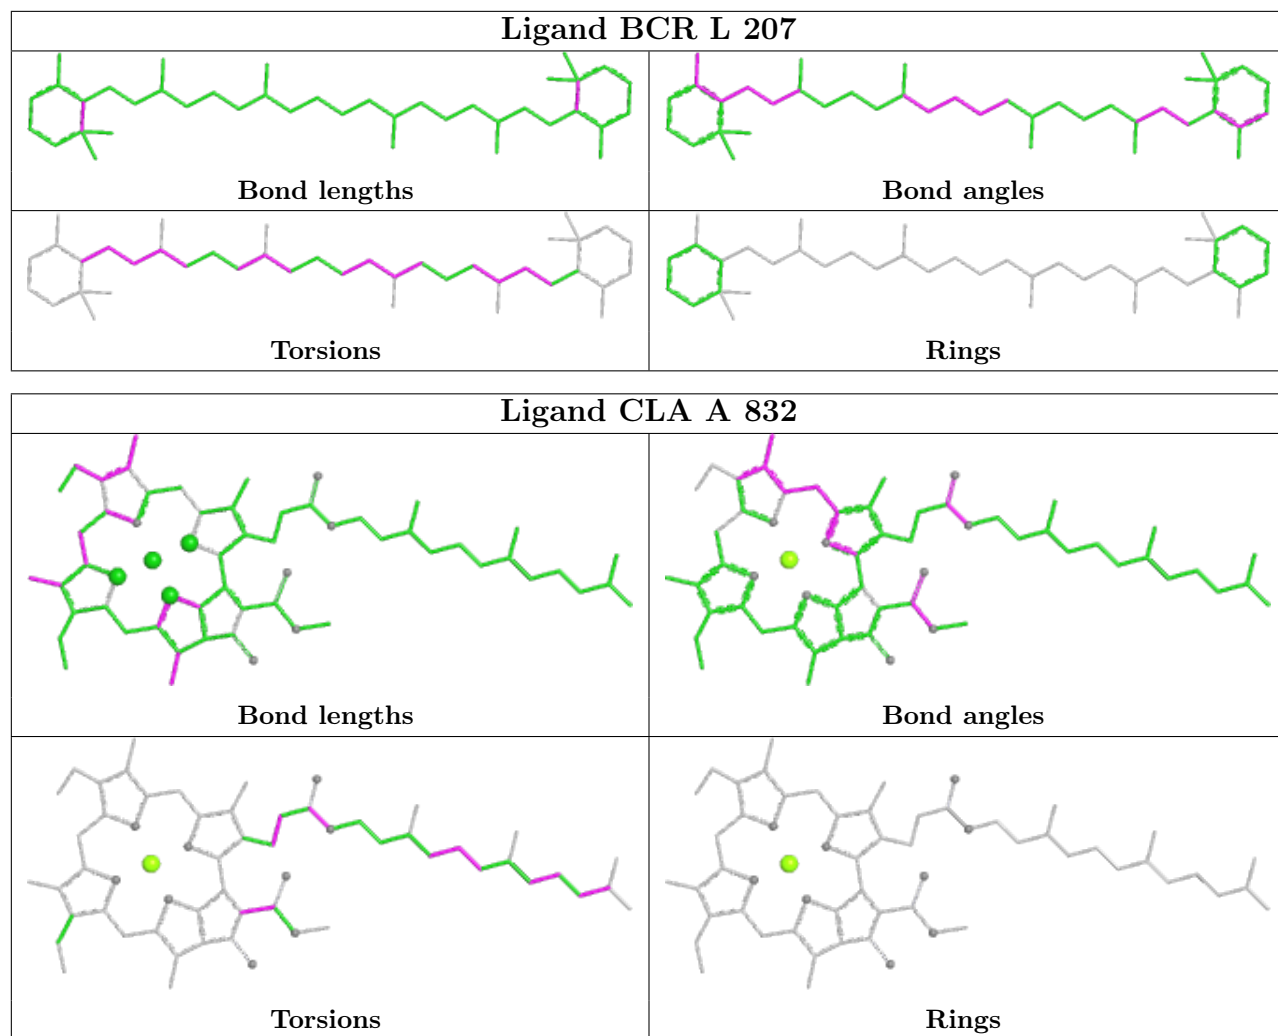 Ligand BCR L 207
Bond lengths
Bond angles
Torsions
Rings
Ligand CLA A 832
Bond lengths
Bond angles
Torsions
Rings